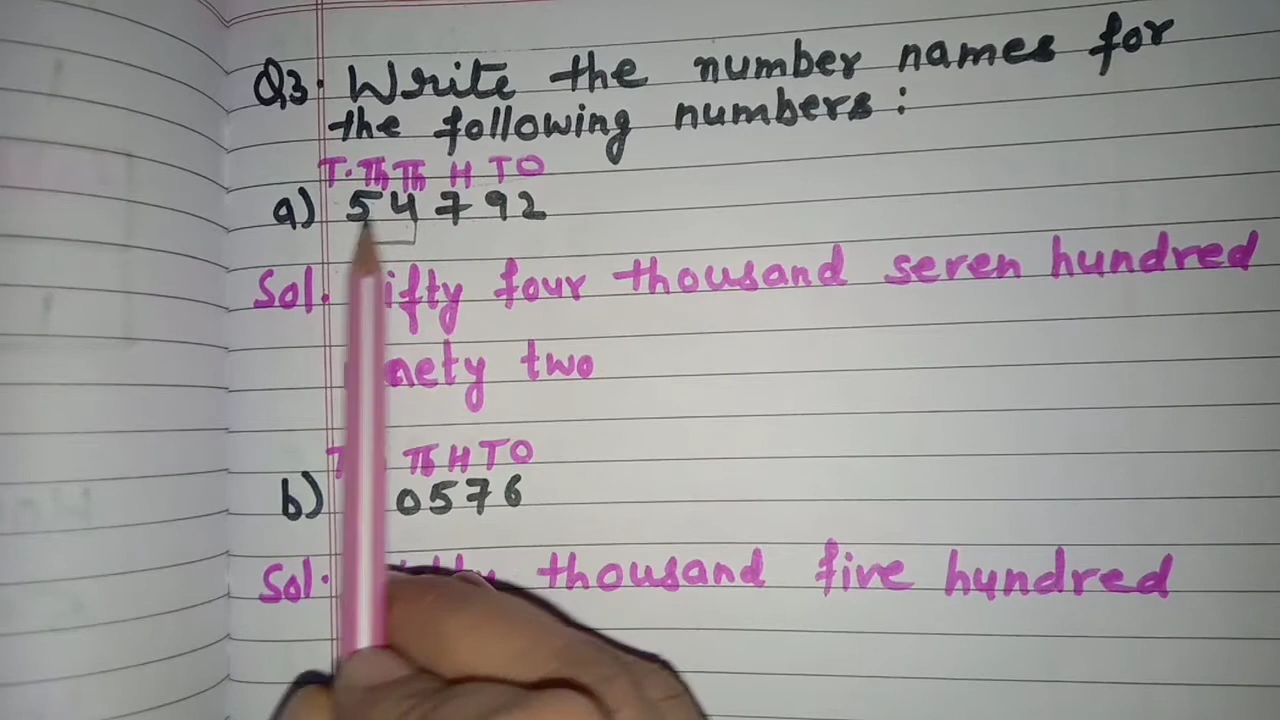 Q3. Write the number names for
the following numbers:
T.Th Th H T O
a) 54792
Sol. ifty four thousand seven hundred
nety two
Th H T O
b) 0576
Sol. thousand five hundred